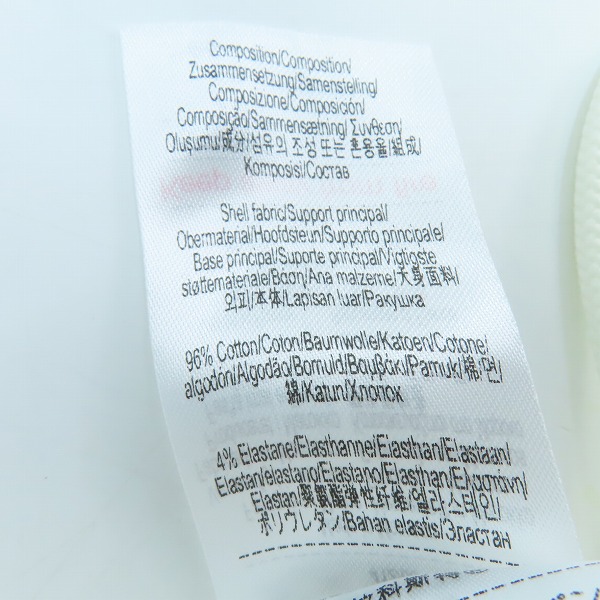 Composition/Composition/
Zusammensetzung/Samenstelling/
Composizione/Composición/
Composição/Sammensætning/Συνθεση/
Oluşumu/成分/섬유의 조성 또는 혼용율/組成/
Komposisi/Состав
Shell fabric/Support principal/
Obermaterial/Hoofdsteun/Supporto principale/
Base principal/Suporte principal/Vigtigste
støttemateriale/Βαση/Ana malzeme/大身面料/
외피/本体/Lapisan luar/Ракушка
96% Cotton/Coton/Baumwolle/Katoen/Cotone/
algodón/Algodão/Bomuld/Βαμβάκι/Pamuk/棉/면/
綿/Katun/Хлопок
4% Elastane/Elasthanne/Elasthan/Elastaan/
Elastan/elastano/Elastano/Elasthan/Ελαστάνη/
Elastan/聚氨酯弹性纤维/엘라스테인/
ポリウレタン/Bahan elastis/Эластан